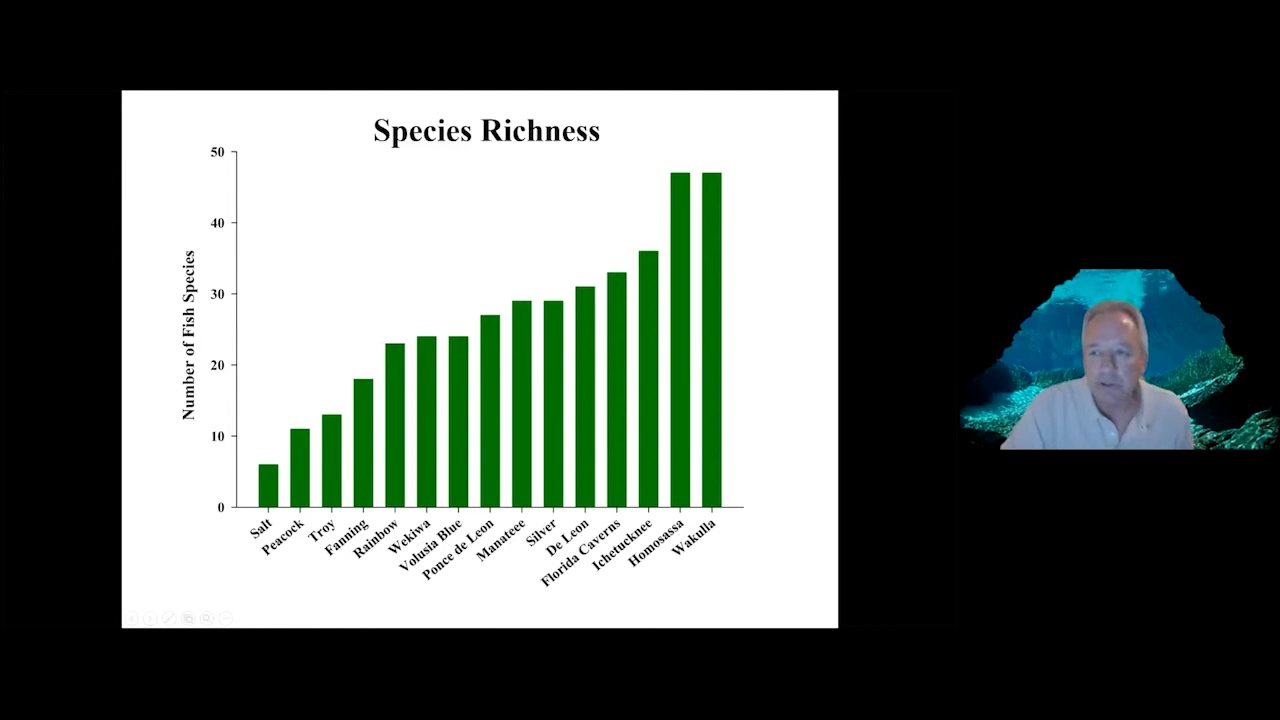 Species Richness
50
40
30
20
10
0
Number of Fish Species
Salt
Peacock
Troy
Fanning
Rainbow
Wekiwa
Volusia Blue
Ponce de Leon
Manateee
Silver
De Leon
Florida Caverns
Ichetucknee
Homosassa
Wakulla